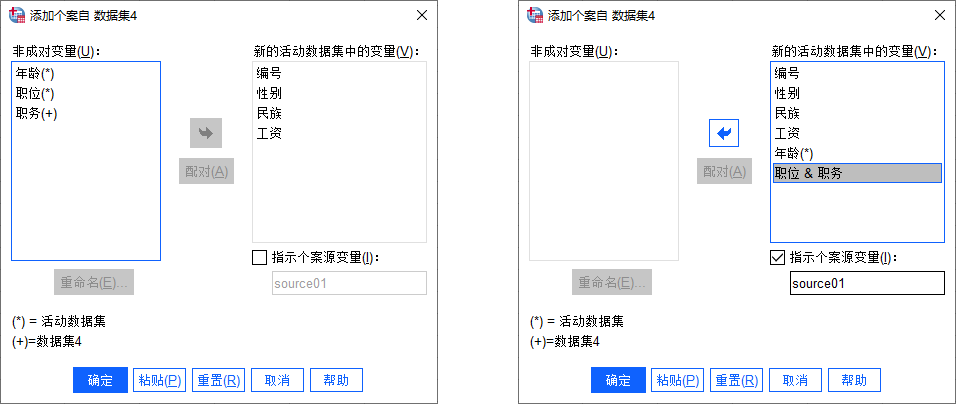 添加个案自 数据集4
非成对变量(U):
年龄(*)
职位(*)
职务(+)
配对(A)
新的活动数据集中的变量(V):
编号
性别
民族
工资
指示个案源变量(I):
source01
重命名(E)...
(*) = 活动数据集
(+)=数据集4
确定
粘贴(P)
重置(R)
取消
帮助
添加个案自 数据集4
非成对变量(U):
配对(A)
新的活动数据集中的变量(V):
编号
性别
民族
工资
年龄(*)
职位 & 职务
指示个案源变量(I):
source01
重命名(E)...
(*) = 活动数据集
(+)=数据集4
确定
粘贴(P)
重置(R)
取消
帮助